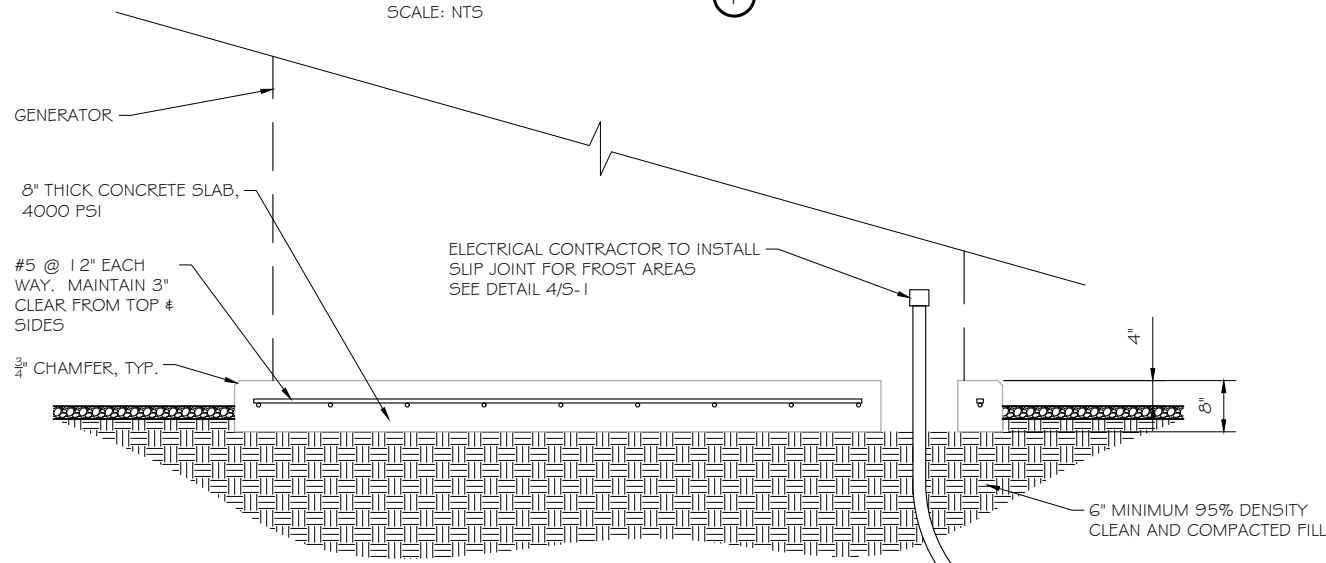 SCALE: NTS
GENERATOR
8" THICK CONCRETE SLAB,
4000 PSI
#5 @ 12" EACH
WAY. MAINTAIN 3"
CLEAR FROM TOP &
SIDES
3/4" CHAMFER, TYP.
ELECTRICAL CONTRACTOR TO INSTALL
SLIP JOINT FOR FROST AREAS
SEE DETAIL 4/S-1
4"
8"
6" MINIMUM 95% DENSITY
CLEAN AND COMPACTED FILL